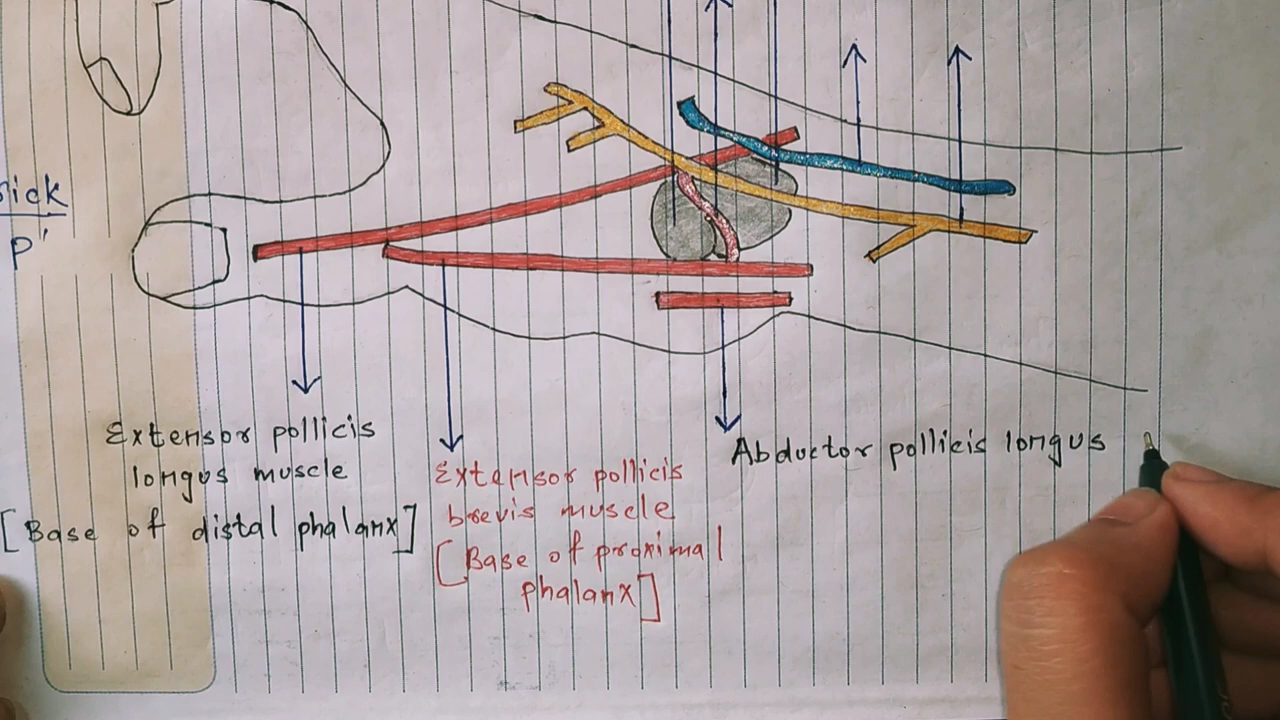 sick
p'
Extensor pollicis
longus muscle
[Base of distal phalanx]
Extensor pollicis
brevis muscle
[Base of proximal
phalanx]
Abductor pollicis longus